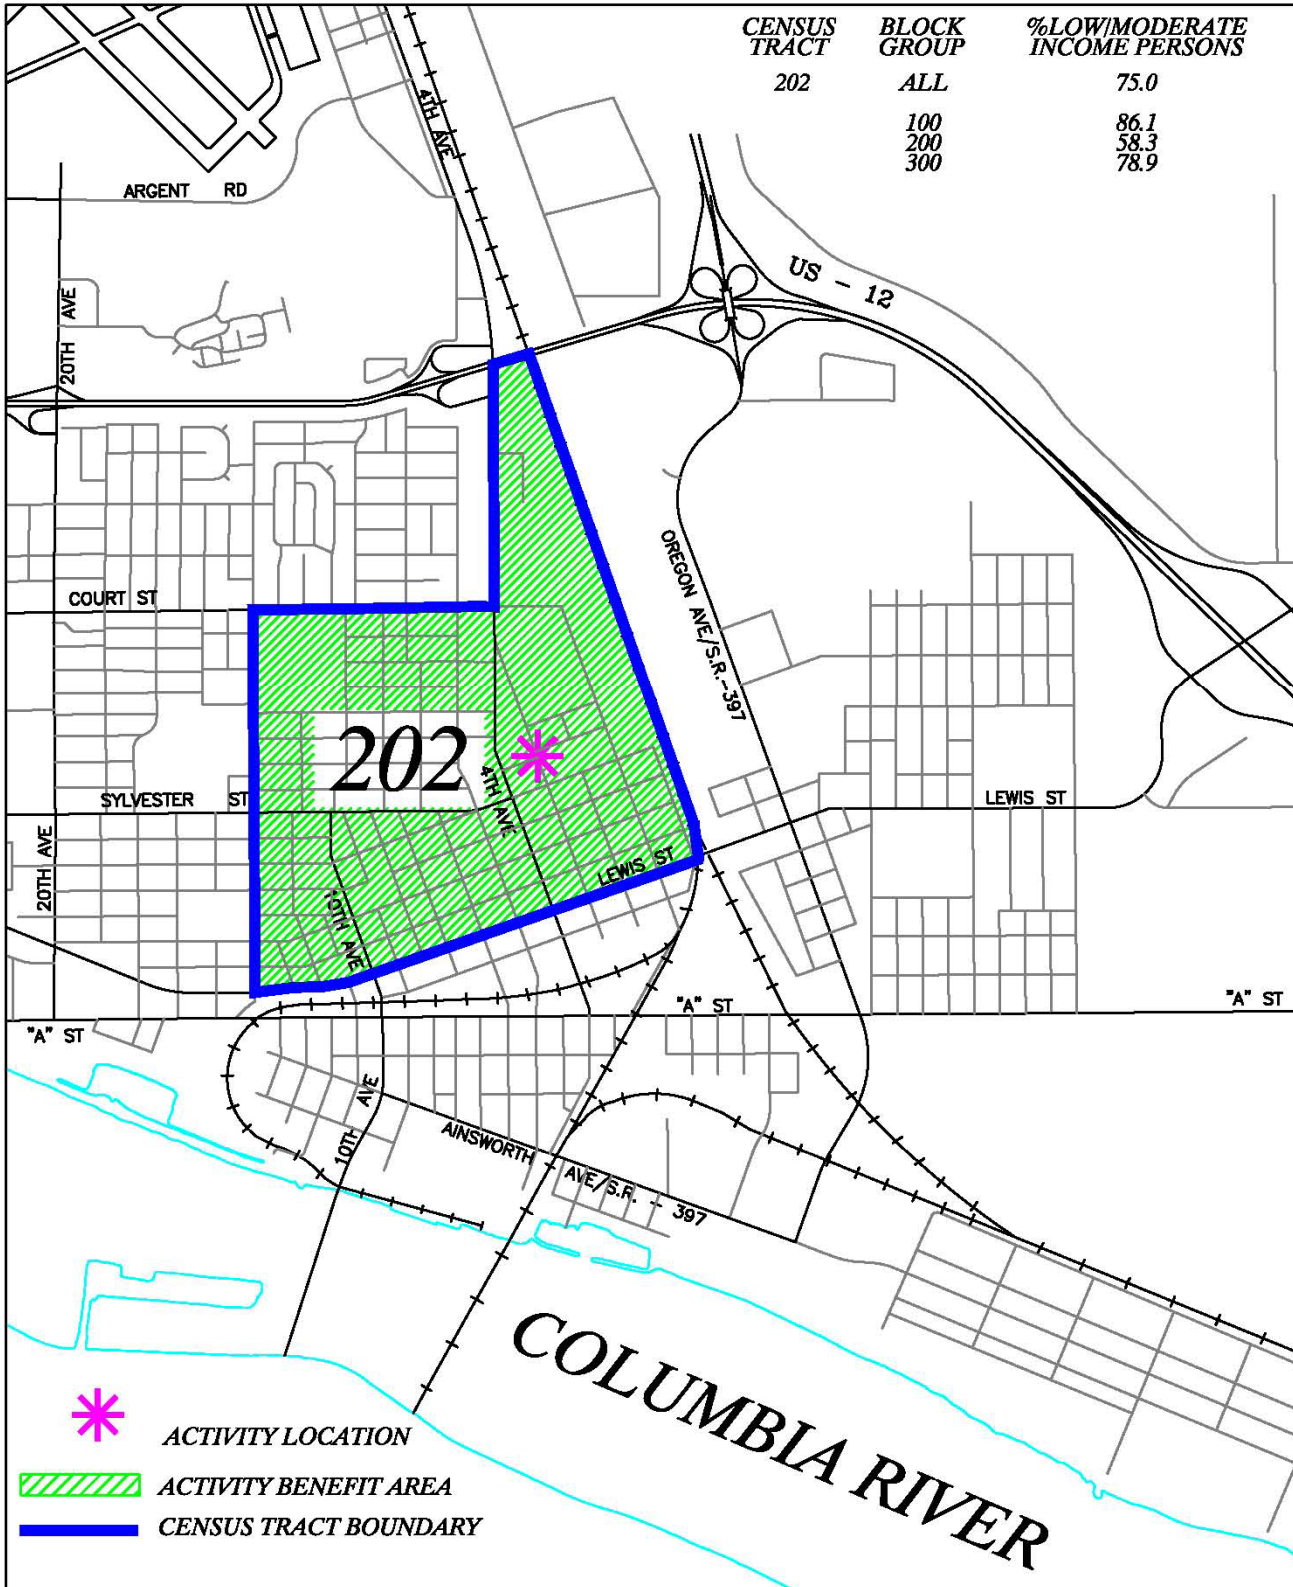 CENSUS TRACT BLOCK GROUP %LOW/MODERATE INCOME PERSONS
202 ALL 75.0
100 86.1
200 58.3
300 78.9
4TH AVE
ARGENT RD
US - 12
20TH AVE
COURT ST
OREGON AVE/S.R.-397
202
4TH AVE
SYLVESTER ST
LEWIS ST
20TH AVE
LEWIS ST
10TH AVE
"A" ST
"A" ST
"A" ST
10TH AVE
AINSWORTH AVE/S.R. - 397
COLUMBIA RIVER
ACTIVITY LOCATION
ACTIVITY BENEFIT AREA
CENSUS TRACT BOUNDARY